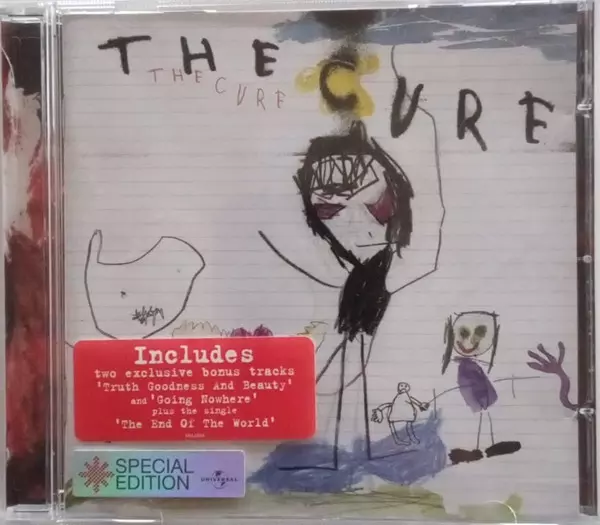 THE CURE
THE CURE
Includes
two exclusive bonus tracks
'Truth Goodness And Beauty'
and 'Going Nowhere'
plus the single
'The End Of The World'
SPECIAL
EDITION
UNIVERSAL